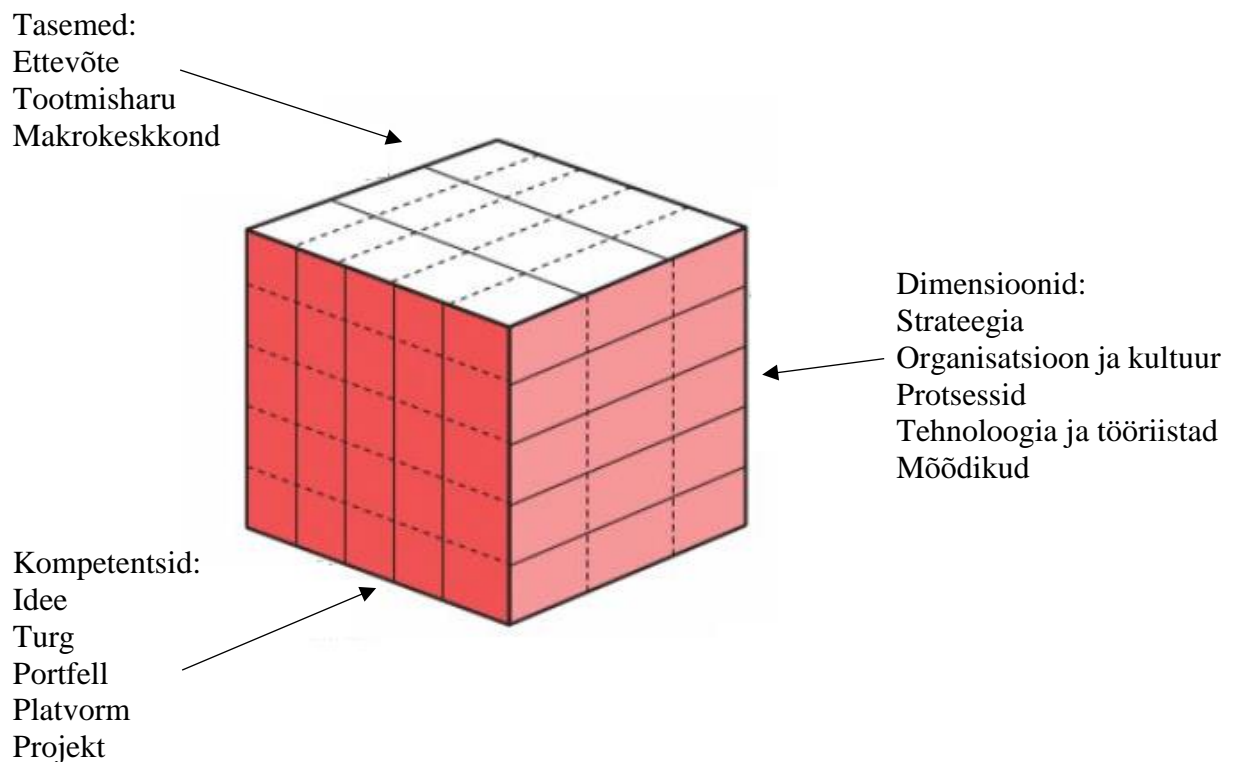 Tasemed:
Ettevõte
Tootmisharu
Makrokeskkond
Dimensioonid:
Strateegia
Organisatsioon ja kultuur
Protsessid
Tehnoloogia ja tööriistad
Mõõdikud
Kompetentsid:
Idee
Turg
Portfell
Platvorm
Projekt